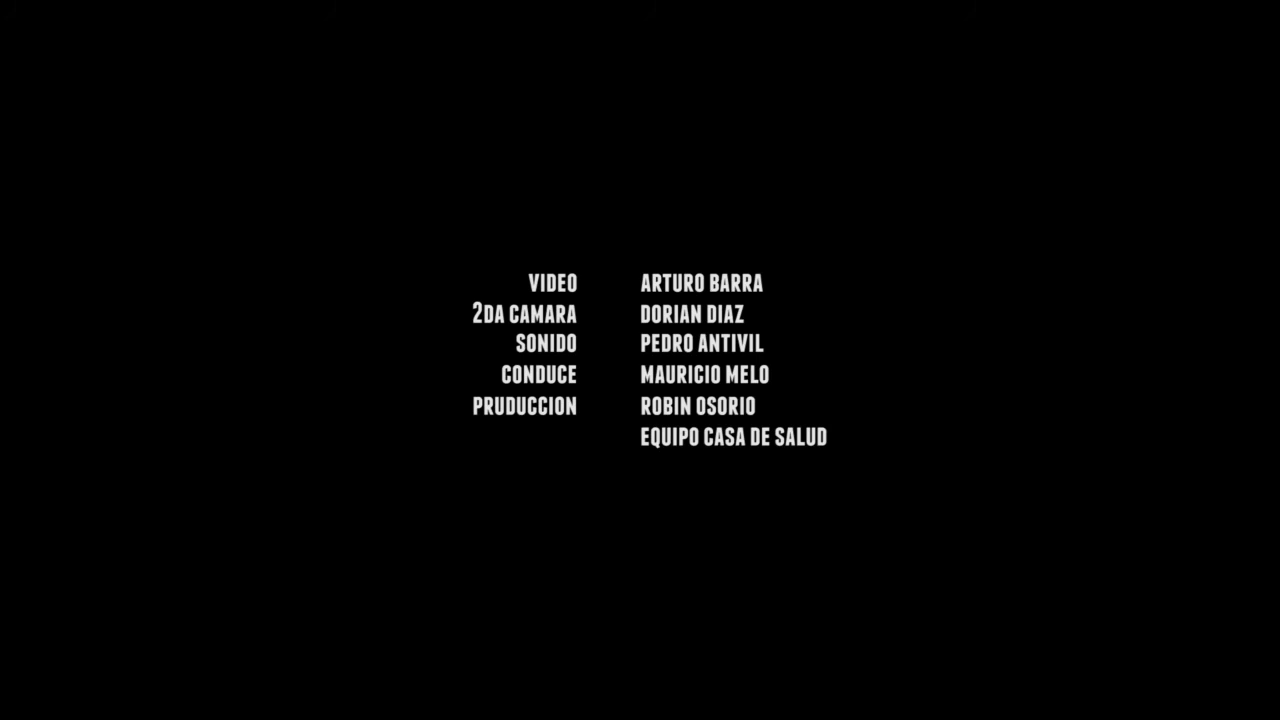 VIDEO ARTURO BARRA
2DA CAMARA DORIAN DIAZ
SONIDO PEDRO ANTIVIL
CONDUCE MAURICIO MELO
PRUDUCCION ROBIN OSORIO
EQUIPO CASA DE SALUD